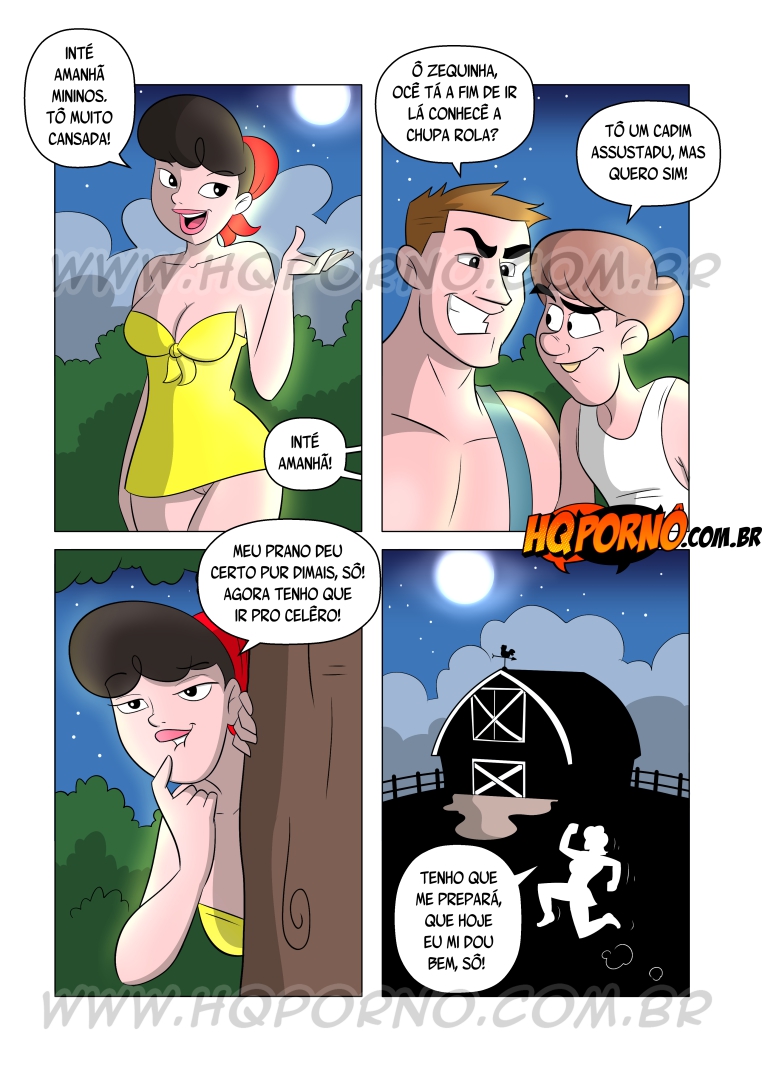 INTÉ
AMANHÃ
MININOS.
TÔ MUITO
CANSADA!
INTÉ
AMANHÃ!
Ô ZEQUINHA,
OCÊ TÁ A FIM DE IR
LÁ CONHECÊ A
CHUPA ROLA?
TÔ UM CADIM
ASSUSTADU, MAS
QUERO SIM!
WWW.HQPORNO.COM.BR
HQPORNÔ.COM.BR
MEU PRANO DEU
CERTO PUR DIMAIS, SÔ!
AGORA TENHO QUE
IR PRO CELÊRO!
TENHO QUE
ME PREPARÁ,
QUE HOJE
EU MI DOU
BEM, SÔ!
WWW.HQPORNO.COM.BR